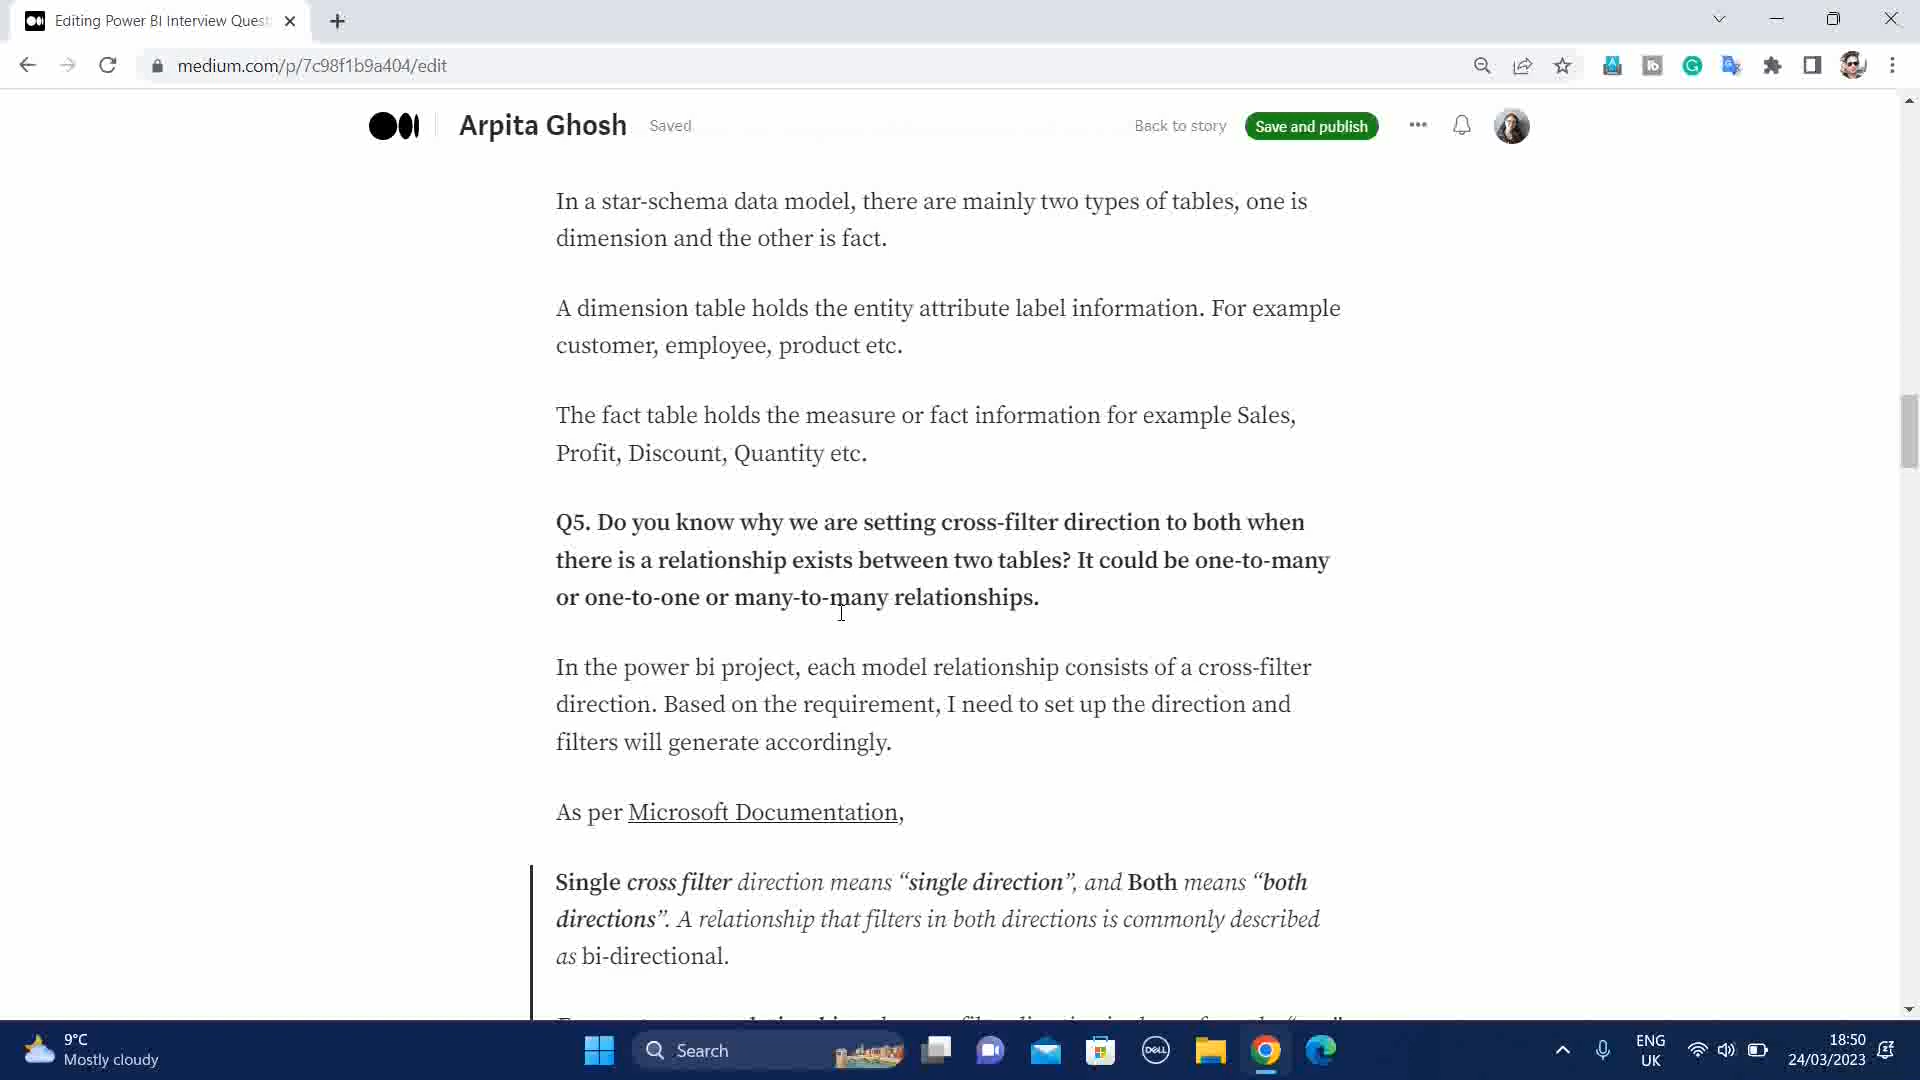 Editing Power BI Interview Quest
medium.com/p/7c98f1b9a404/edit
Arpita Ghosh
Saved
Back to story
Save and publish
In a star-schema data model, there are mainly two types of tables, one is
dimension and the other is fact.
A dimension table holds the entity attribute label information. For example
customer, employee, product etc.
The fact table holds the measure or fact information for example Sales,
Profit, Discount, Quantity etc.
Q5. Do you know why we are setting cross-filter direction to both when
there is a relationship exists between two tables? It could be one-to-many
or one-to-one or many-to-many relationships.
In the power bi project, each model relationship consists of a cross-filter
direction. Based on the requirement, I need to set up the direction and
filters will generate accordingly.
As per Microsoft Documentation,
Single cross filter direction means “single direction”, and Both means “both
directions”. A relationship that filters in both directions is commonly described
as bi-directional.
9°C
Mostly cloudy
Search
DELL
ENG
UK
18:50
24/03/2023